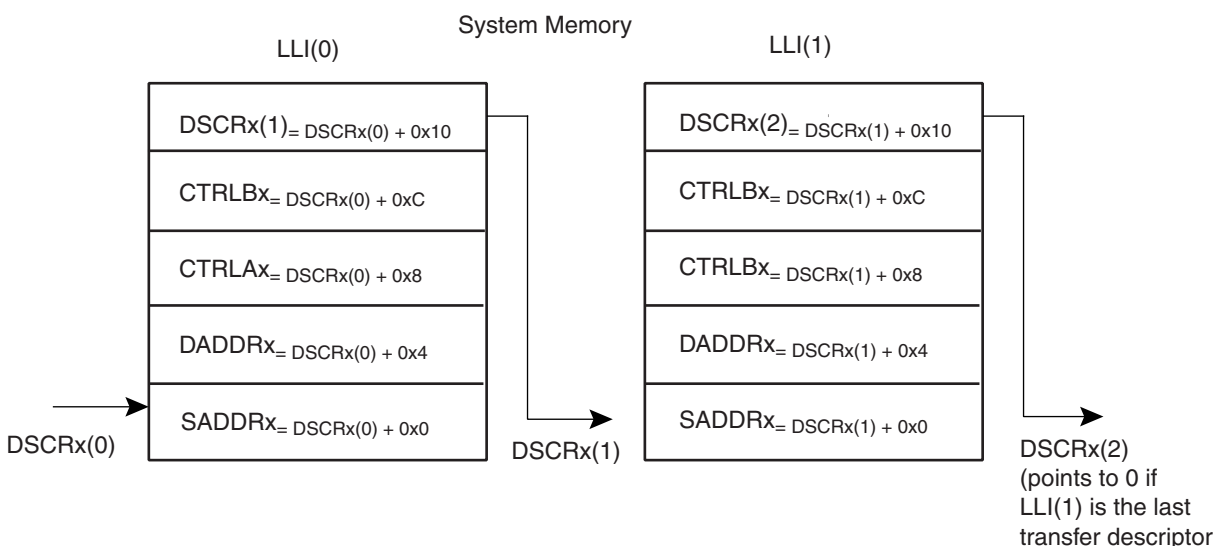 System Memory
LLI(0)
LLI(1)
DSCRx(1)= DSCRx(0) + 0x10
CTRLBx= DSCRx(0) + 0xC
CTRLAx= DSCRx(0) + 0x8
DADDRx= DSCRx(0) + 0x4
SADDRx= DSCRx(0) + 0x0
DSCRx(0)
DSCRx(1)
DSCRx(2)= DSCRx(1) + 0x10
CTRLBx= DSCRx(1) + 0xC
CTRLBx= DSCRx(1) + 0x8
DADDRx= DSCRx(1) + 0x4
SADDRx= DSCRx(1) + 0x0
DSCRx(2)
(points to 0 if
LLI(1) is the last
transfer descriptor